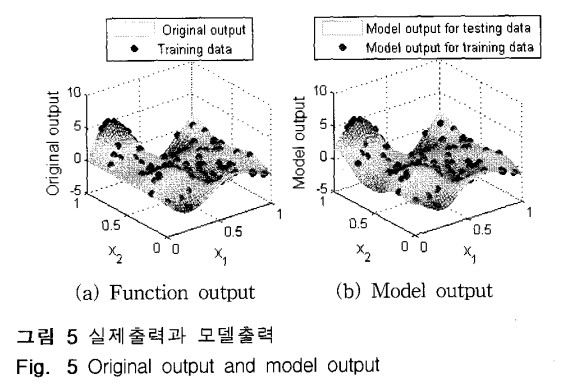 Original output
Training data
Model output for testing data
Model output for training data
Original output
10
5
0
-5
1
0.5
0
0
0.5
1
x2
x1
Model output
10
5
0
-5
1
0.5
0
0
0.5
1
x2
x1
(a) Function output
(b) Model output
그림 5 실제출력과 모델출력
Fig. 5 Original output and model output